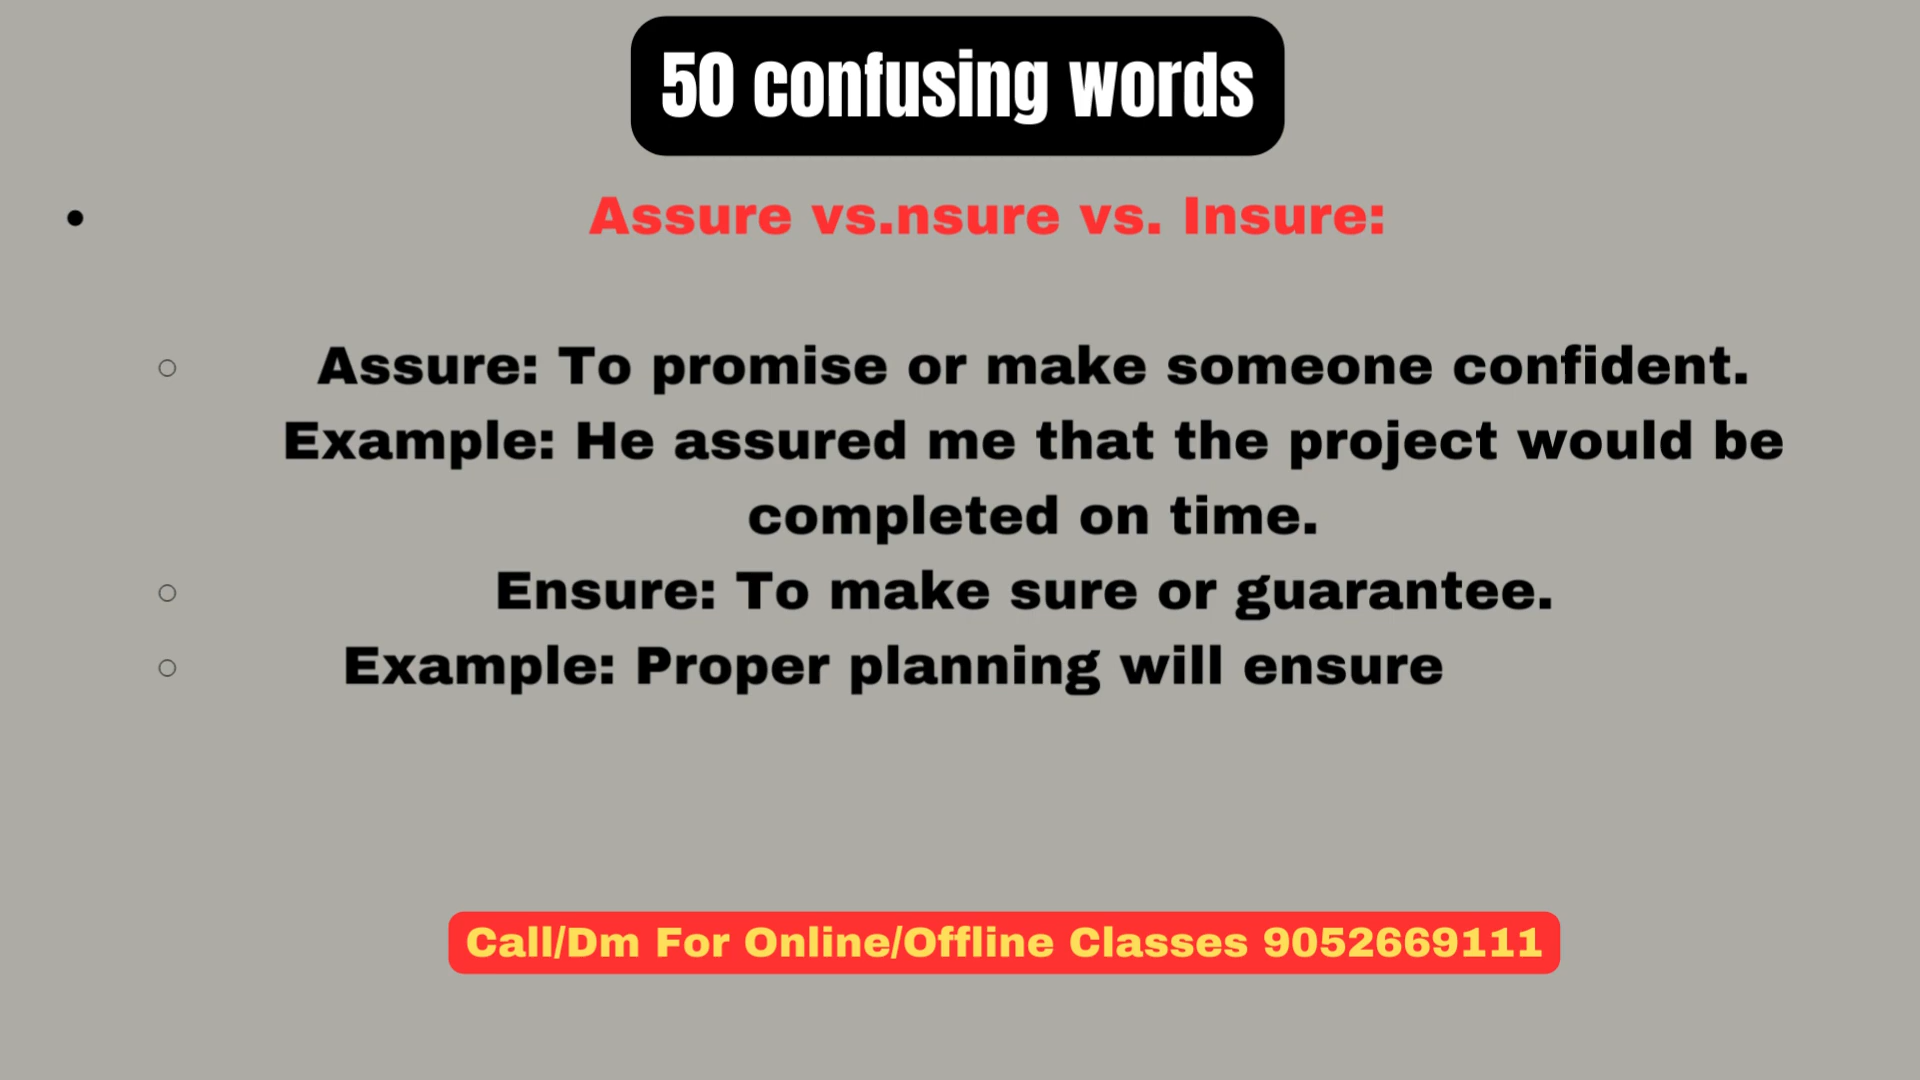 50 confusing words
Assure vs.nsure vs. Insure:
Assure: To promise or make someone confident.
Example: He assured me that the project would be
completed on time.
Ensure: To make sure or guarantee.
Example: Proper planning will ensure
Call/Dm For Online/Offline Classes 9052669111